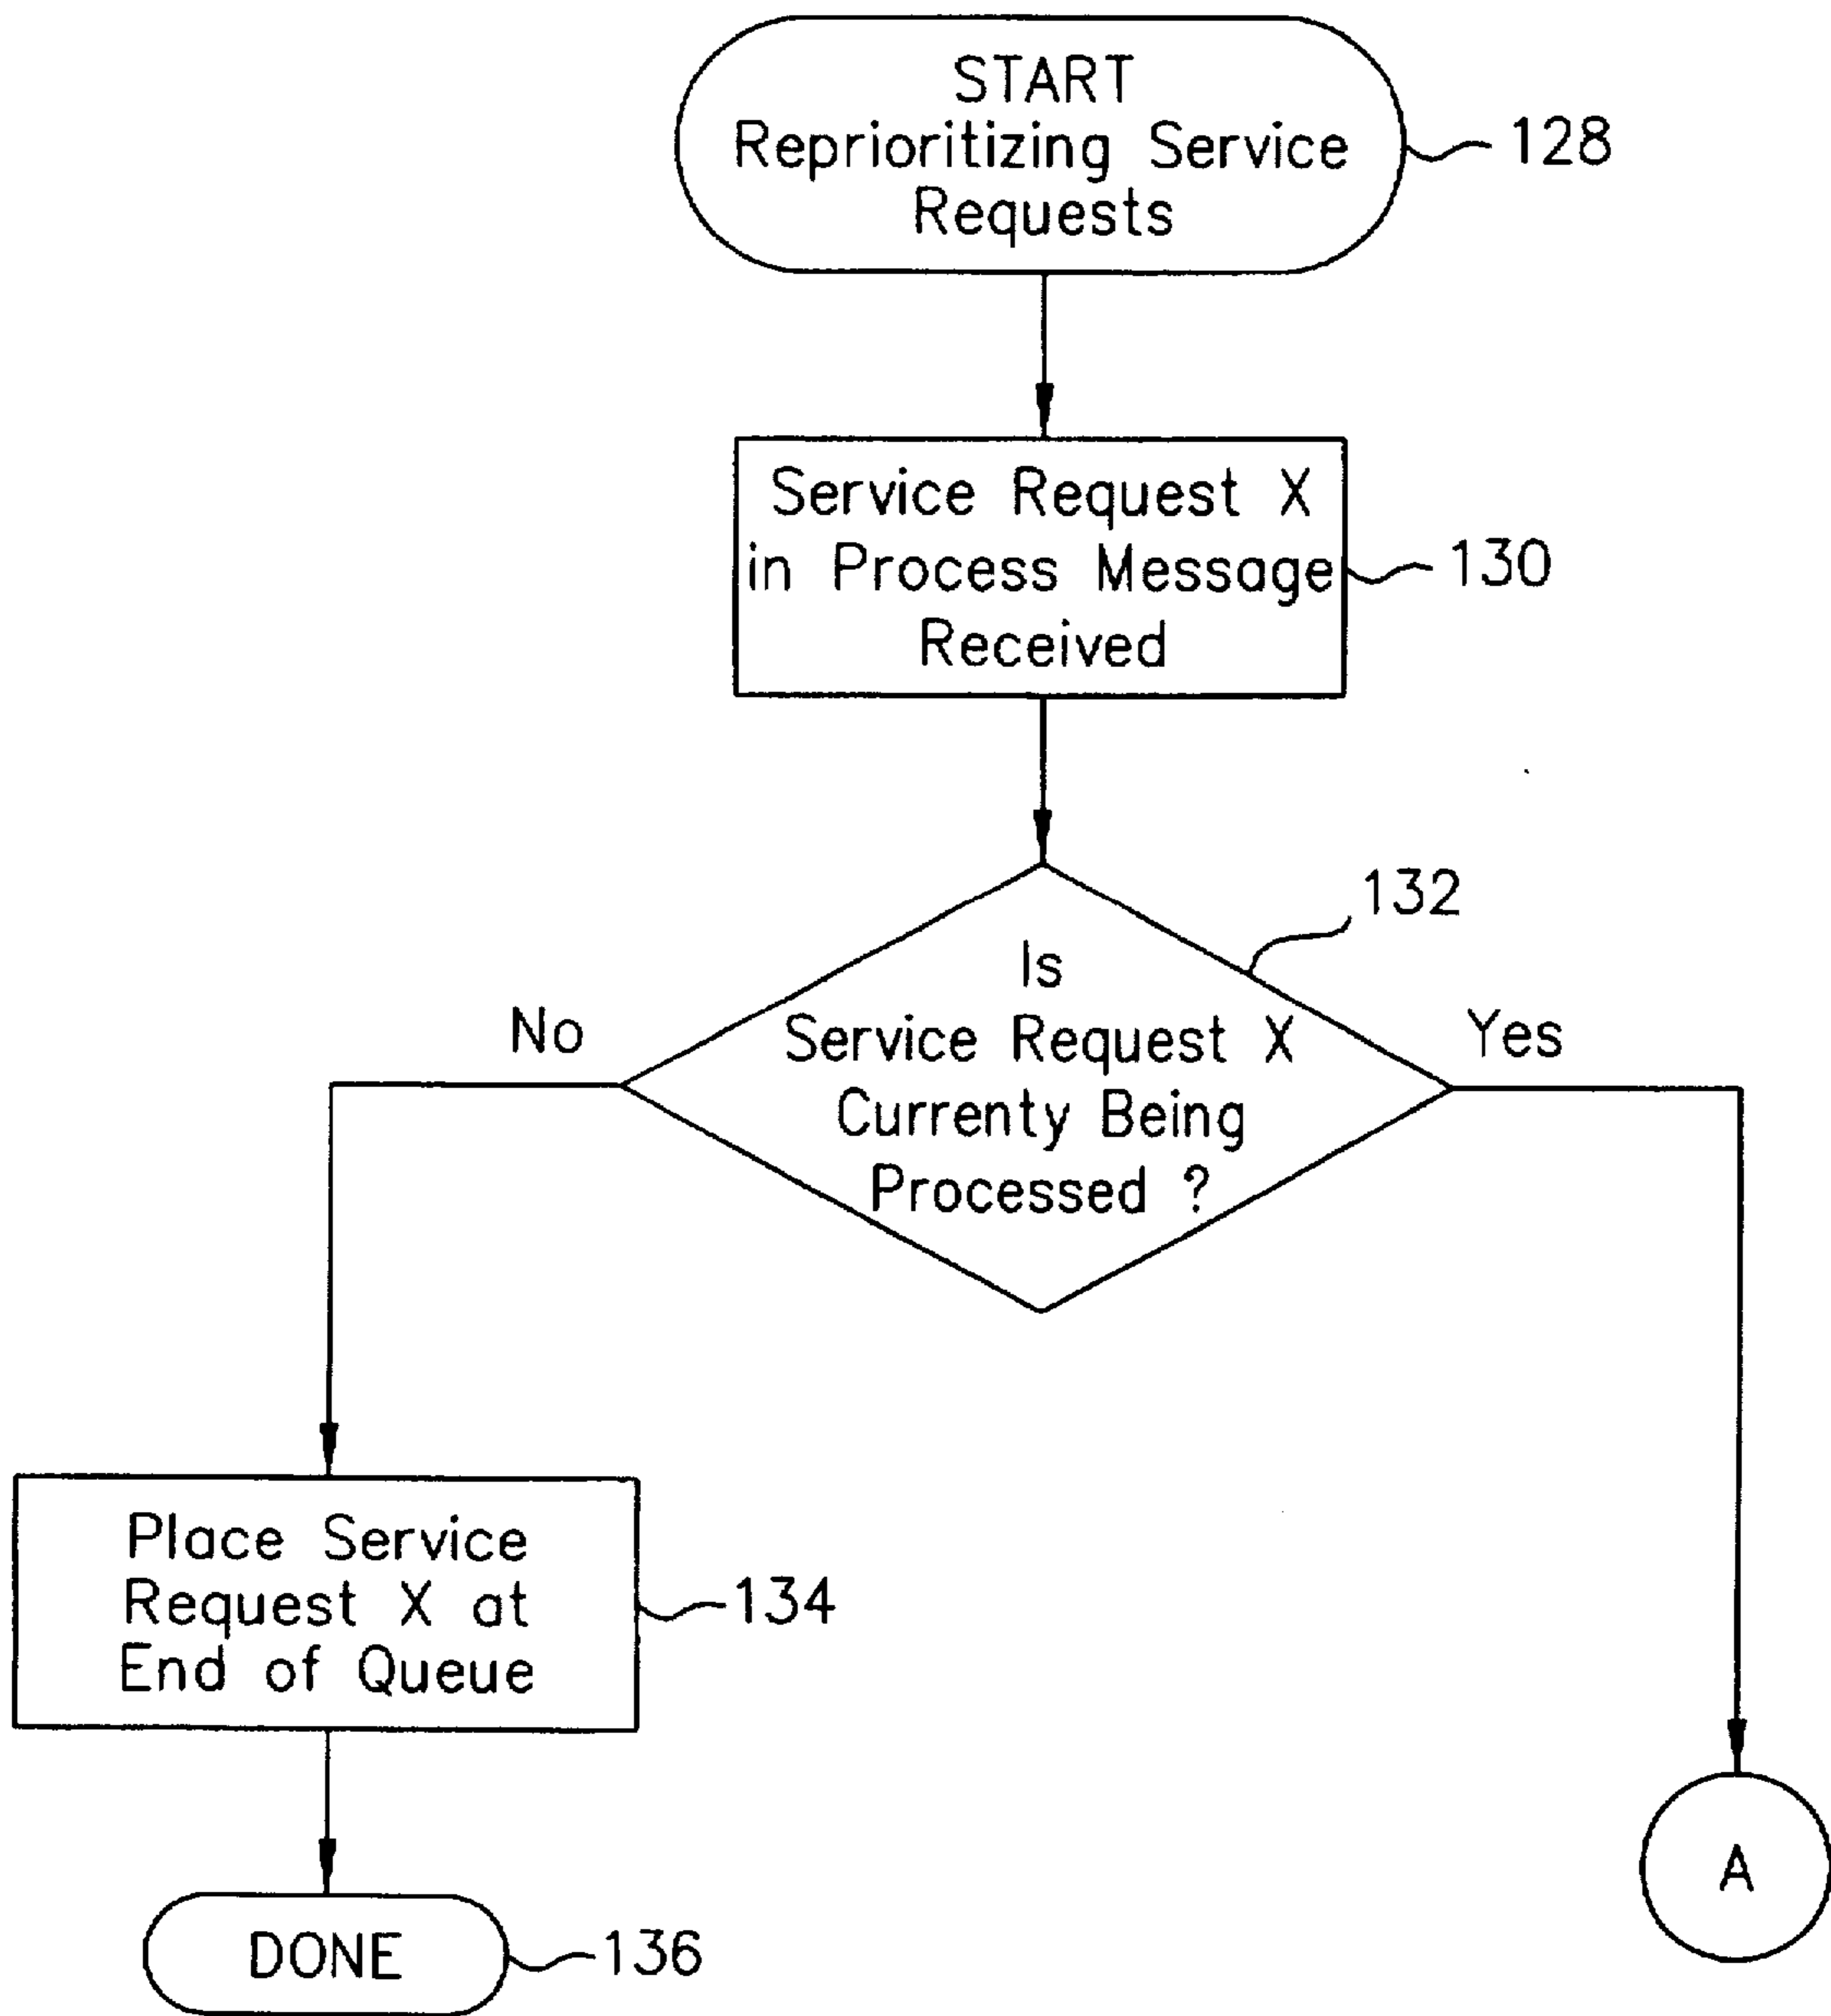 START
Reprioritizing Service
Requests
128
Service Request X
in Process Message
Received
130
132
Is
Service Request X
Currenty Being
Processed ?
No
Yes
Place Service
Request X at
End of Queue
134
A
DONE
136